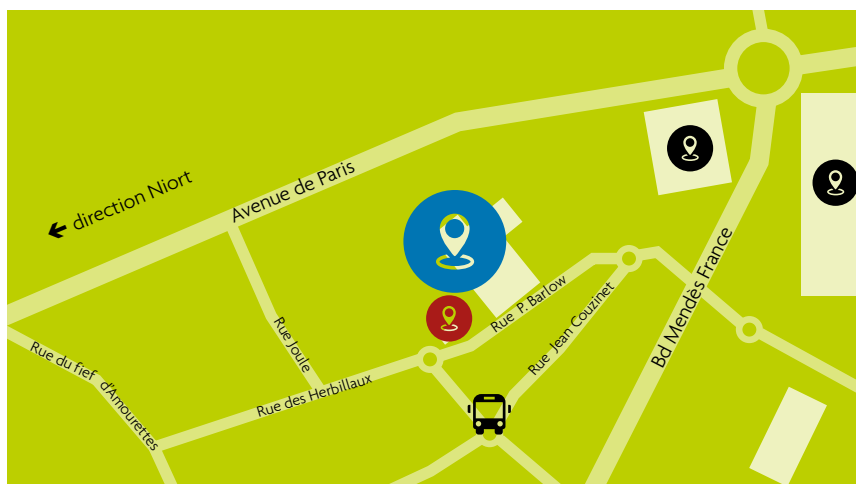 direction Niort
Avenue de Paris
Rue Joule
Rue du fief d'Amourettes
Rue des Herbillaux
Rue P. Barlow
Rue Jean Couzinet
Bd Mendès France